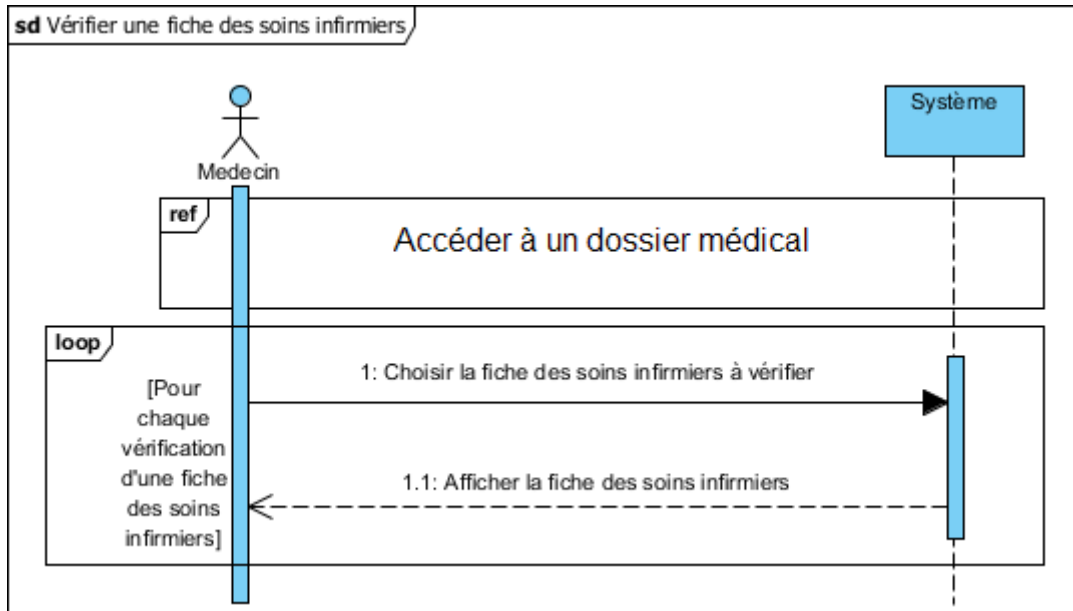 sd Vérifier une fiche des soins infirmiers
Système
Medecin
ref
Accéder à un dossier médical
loop
1: Choisir la fiche des soins infirmiers à vérifier
[Pour
chaque
vérification
d'une fiche
des soins
infirmiers]
1.1: Afficher la fiche des soins infirmiers